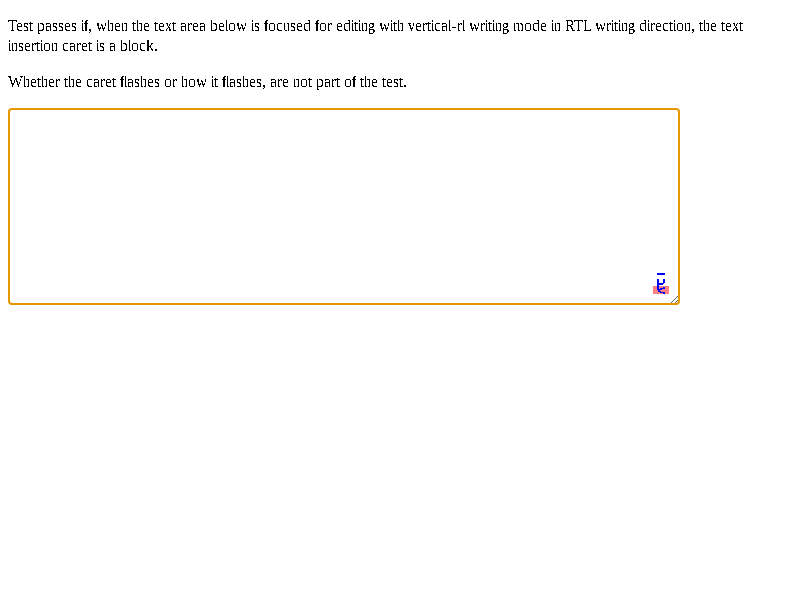 Test passes if, when the text area below is focused for editing with vertical-rl writing mode in RTL writing direction, the text
insertion caret is a block.
Whether the caret flashes or how it flashes, are not part of the test.